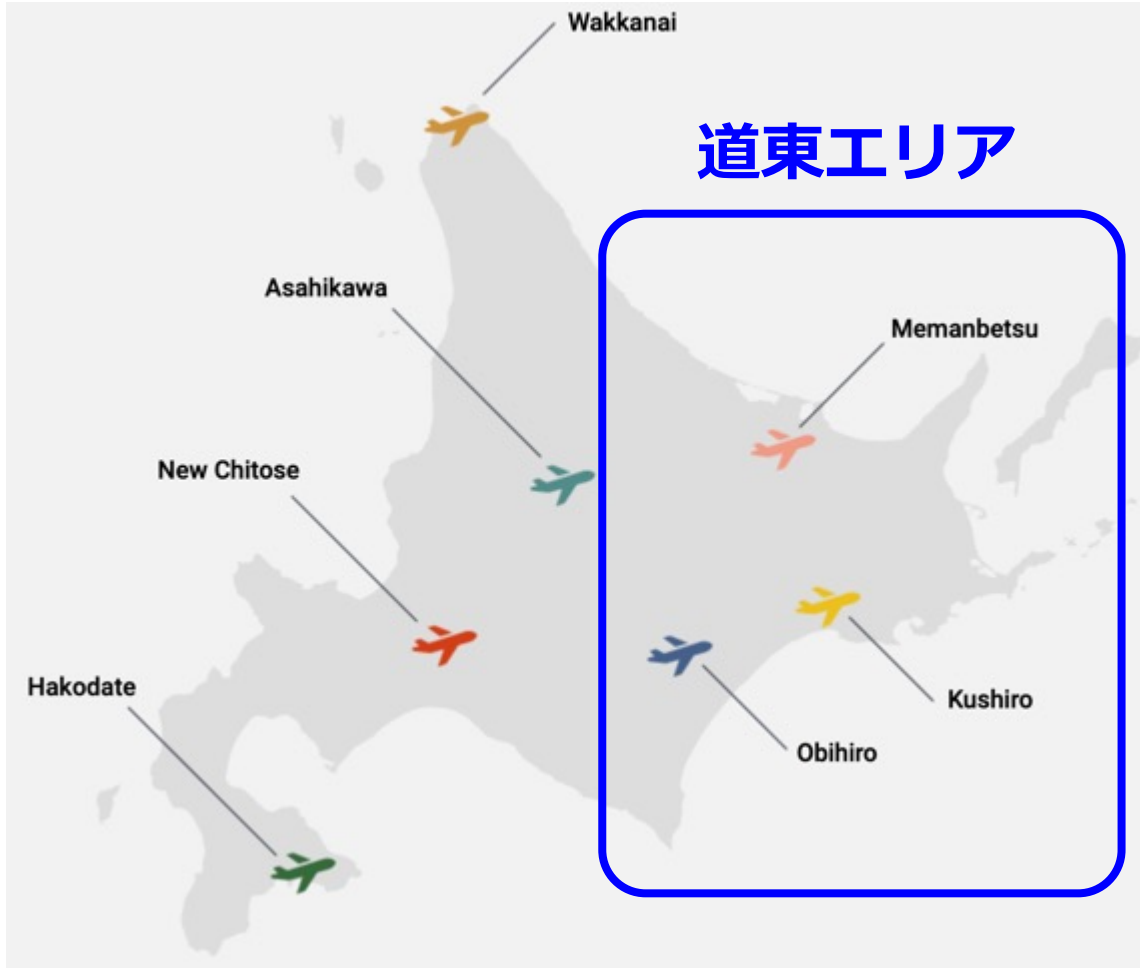 Wakkanai
道東エリア
Asahikawa
Memanbetsu
New Chitose
Hakodate
Kushiro
Obihiro